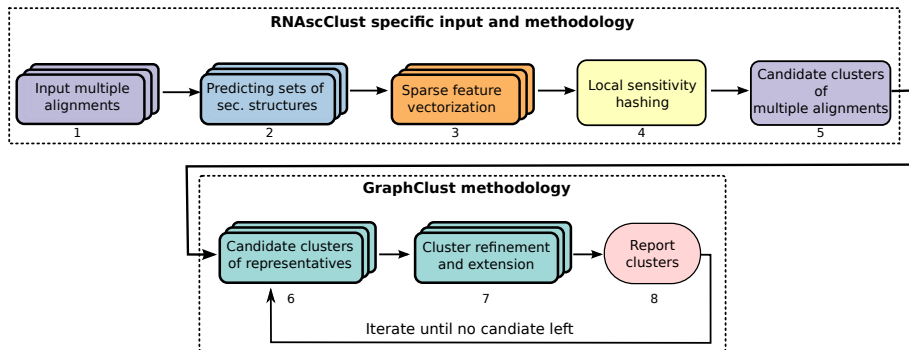 RNAscClust specific input and methodology
Input multiple
alignments
1
Predicting sets of
sec. structures
2
Sparse feature
vectorization
3
Local sensitivity
hashing
4
Candidate clusters
of
multiple alignments
5
GraphClust methodology
Candidate clusters
of representatives
6
Cluster refinement
and extension
7
Report
clusters
8
Iterate until no candiate left